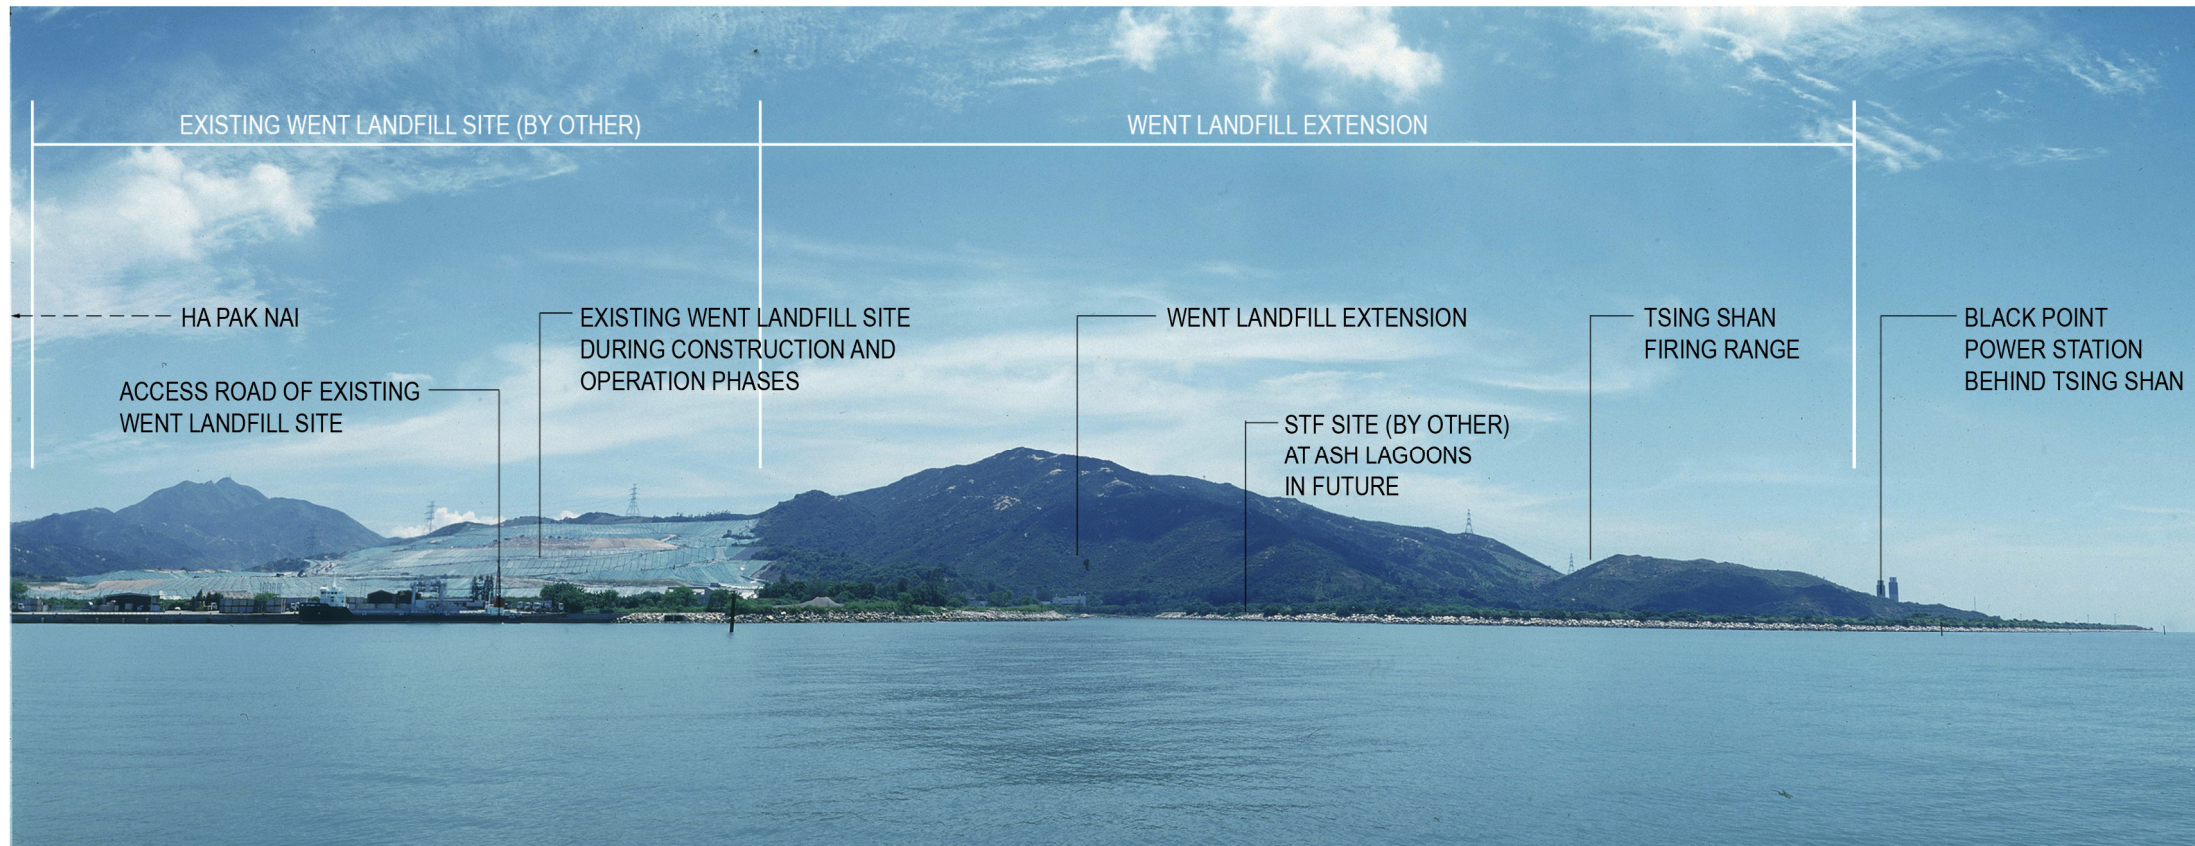 EXISTING WENT LANDFILL SITE (BY OTHER)
WENT LANDFILL EXTENSION
HA PAK NAI
ACCESS ROAD OF EXISTING
WENT LANDFILL SITE
EXISTING WENT LANDFILL SITE
DURING CONSTRUCTION AND
OPERATION PHASES
WENT LANDFILL EXTENSION
STF SITE (BY OTHER)
AT ASH LAGOONS
IN FUTURE
TSING SHAN
FIRING RANGE
BLACK POINT
POWER STATION
BEHIND TSING SHAN